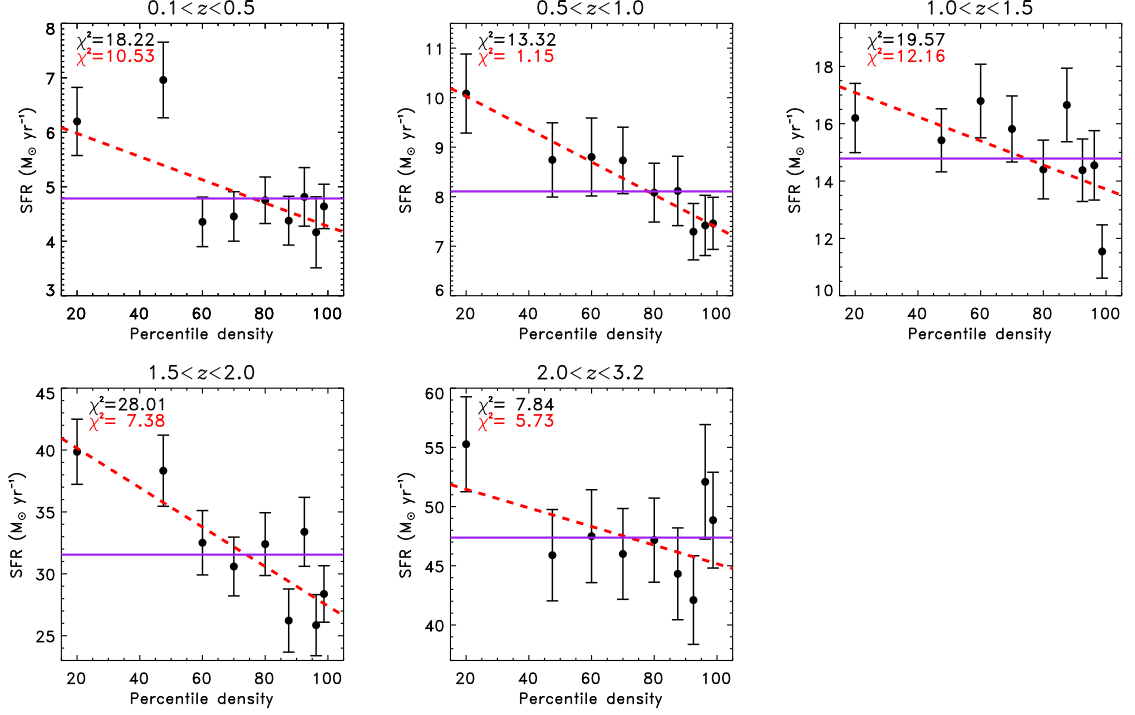 0.1<z<0.5
χ²=18.22
χ²=10.53
8
7
6
5
4
3
SFR (M⊙ yr⁻¹)
20 40 60 80 100
Percentile density
0.5<z<1.0
χ²=13.32
χ²= 1.15
11
10
9
8
7
6
SFR (M⊙ yr⁻¹)
20 40 60 80 100
Percentile density
1.0<z<1.5
χ²=19.57
χ²=12.16
18
16
14
12
10
SFR (M⊙ yr⁻¹)
20 40 60 80 100
Percentile density
1.5<z<2.0
χ²=28.01
χ²= 7.38
45
40
35
30
25
SFR (M⊙ yr⁻¹)
20 40 60 80 100
Percentile density
2.0<z<3.2
χ²= 7.84
χ²= 5.73
60
55
50
45
40
SFR (M⊙ yr⁻¹)
20 40 60 80 100
Percentile density